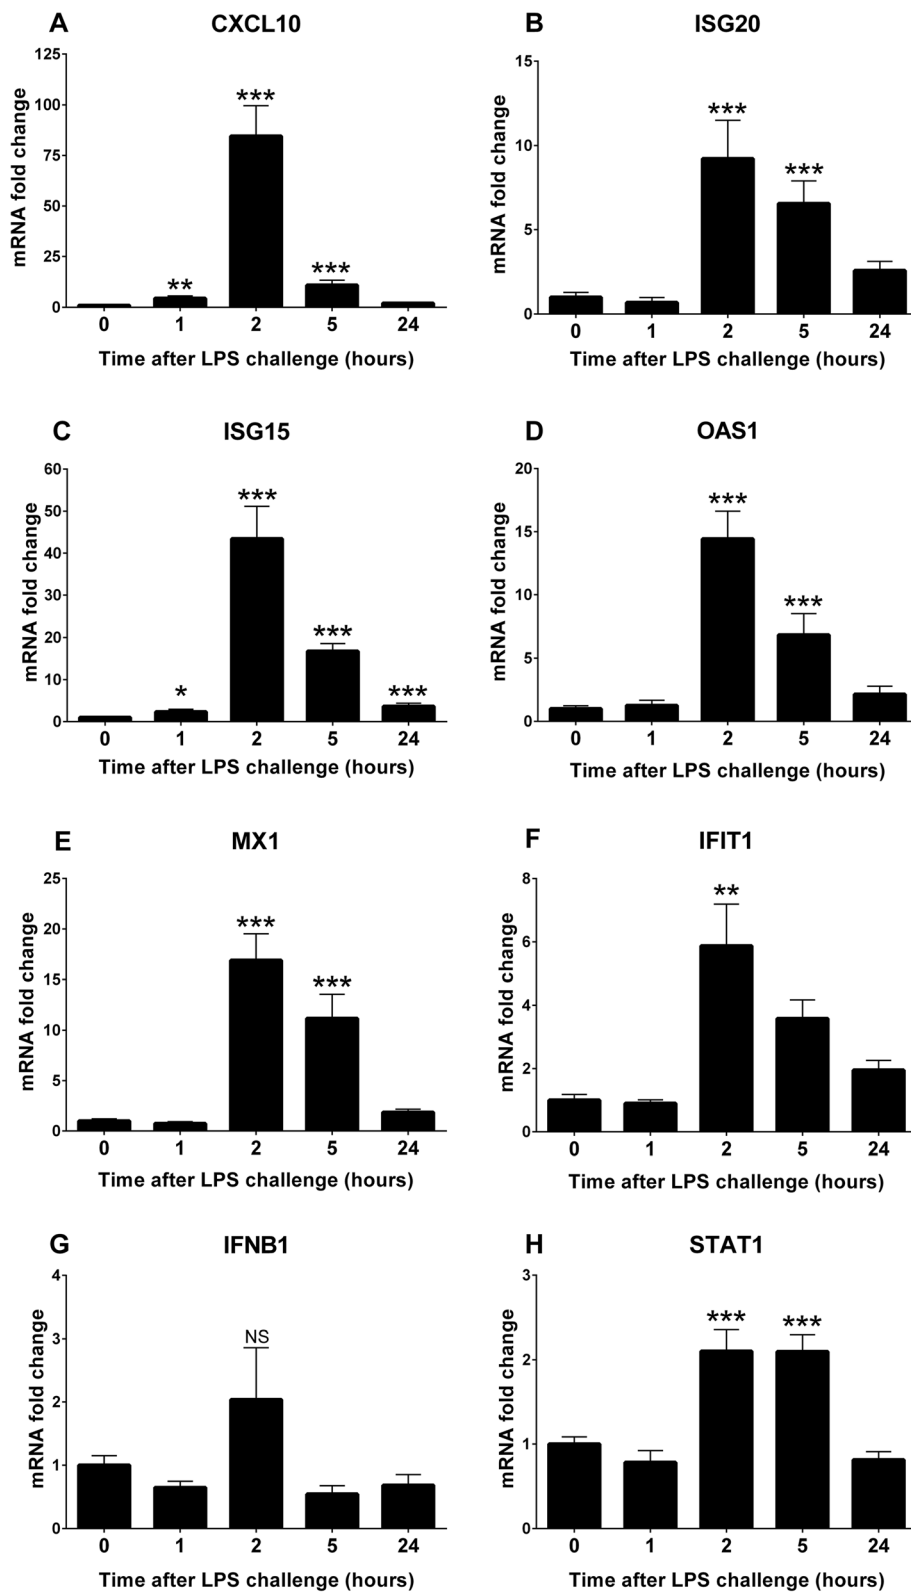 A CXCL10
mRNA fold change
125
100
75
50
25
0
***
**
***
0 1 2 5 24
Time after LPS challenge (hours)
B ISG20
mRNA fold change
15
10
5
0
***
***
0 1 2 5 24
Time after LPS challenge (hours)
C ISG15
mRNA fold change
60
50
40
30
20
10
0
***
***
*
***
0 1 2 5 24
Time after LPS challenge (hours)
D OAS1
mRNA fold change
20
15
10
5
0
***
***
0 1 2 5 24
Time after LPS challenge (hours)
E MX1
mRNA fold change
25
20
15
10
5
0
***
***
0 1 2 5 24
Time after LPS challenge (hours)
F IFIT1
mRNA fold change
8
6
4
2
0
**
0 1 2 5 24
Time after LPS challenge (hours)
G IFNB1
mRNA fold change
4
3
2
1
0
NS
0 1 2 5 24
Time after LPS challenge (hours)
H STAT1
mRNA fold change
3
2
1
0
*** ***
0 1 2 5 24
Time after LPS challenge (hours)